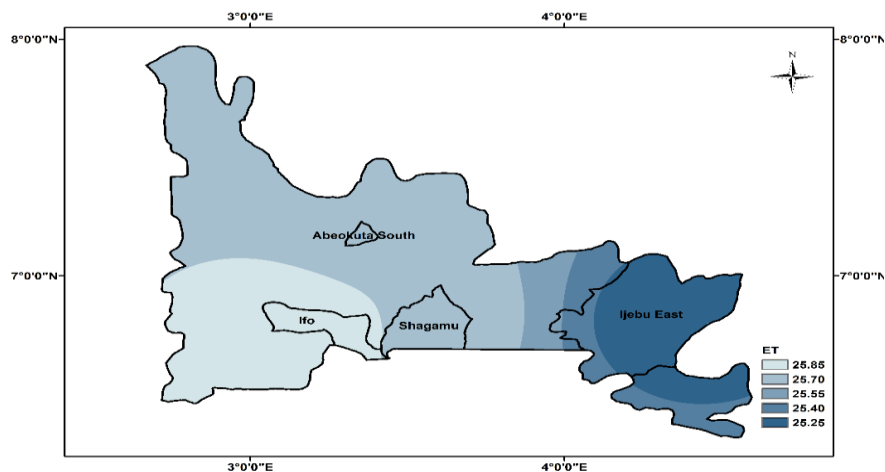 3°0'0"E 4°0'0"E
8°0'0"N 8°0'0"N
N
Abeokuta South
7°0'0"N 7°0'0"N
Ifo Shagamu Ijebu East
ET
25.85
25.70
25.55
25.40
25.25
3°0'0"E 4°0'0"E